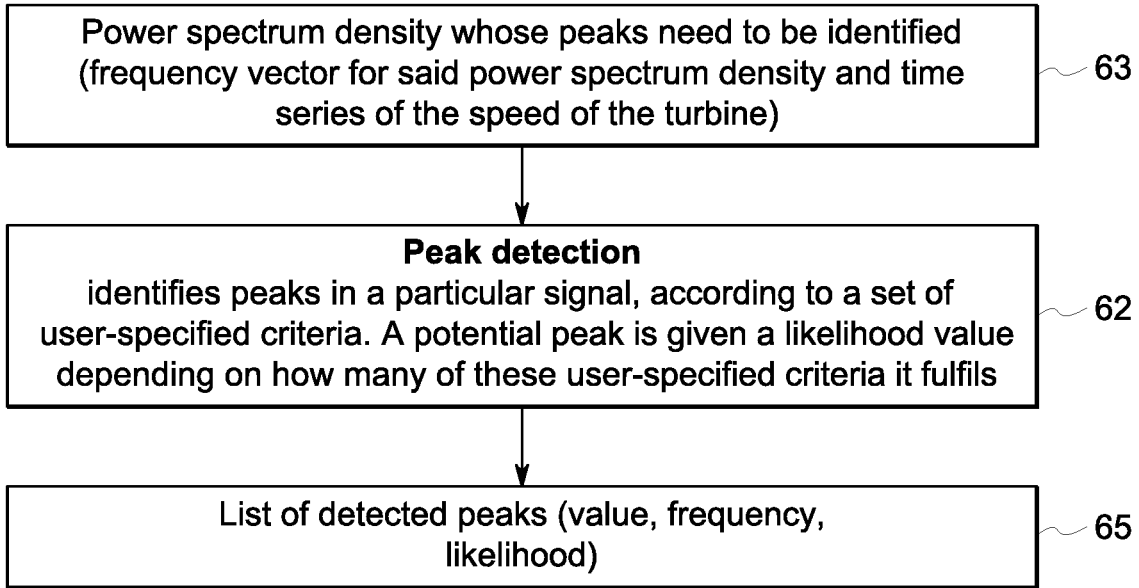 Power spectrum density whose peaks need to be identified
(frequency vector for said power spectrum density and time
series of the speed of the turbine)
63
Peak detection
identifies peaks in a particular signal, according to a set of
user-specified criteria. A potential peak is given a likelihood value
depending on how many of these user-specified criteria it fulfils
62
List of detected peaks (value, frequency,
likelihood)
65